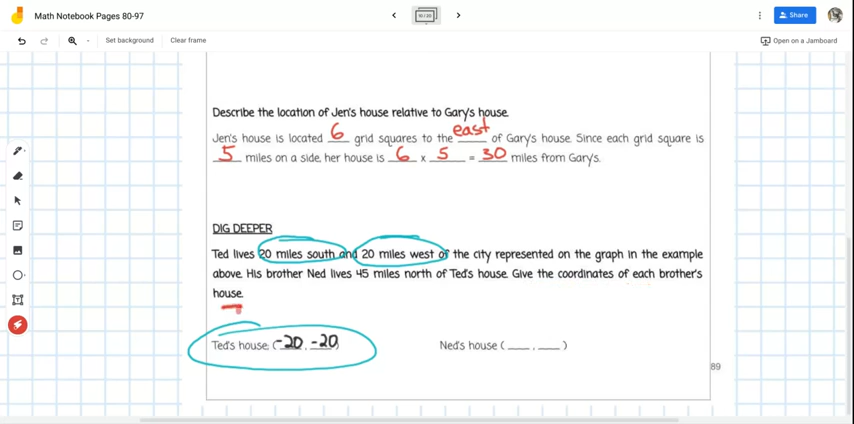 Math Notebook Pages 80-97
10 / 20
Share
Set background
Clear frame
Open on a Jamboard
Describe the location of Jen's house relative to Gary's house.
Jen's house is located 6 grid squares to the east of Gary's house. Since each grid square is
5 miles on a side, her house is 6 x 5 = 30 miles from Gary's.
DIG DEEPER
Ted lives 20 miles south and 20 miles west of the city represented on the graph in the example
above. His brother Ned lives 45 miles north of Ted's house. Give the coordinates of each brother's
house.
Ted's house: (-20, -20)
Ned's house ( ____ , ____ )
89